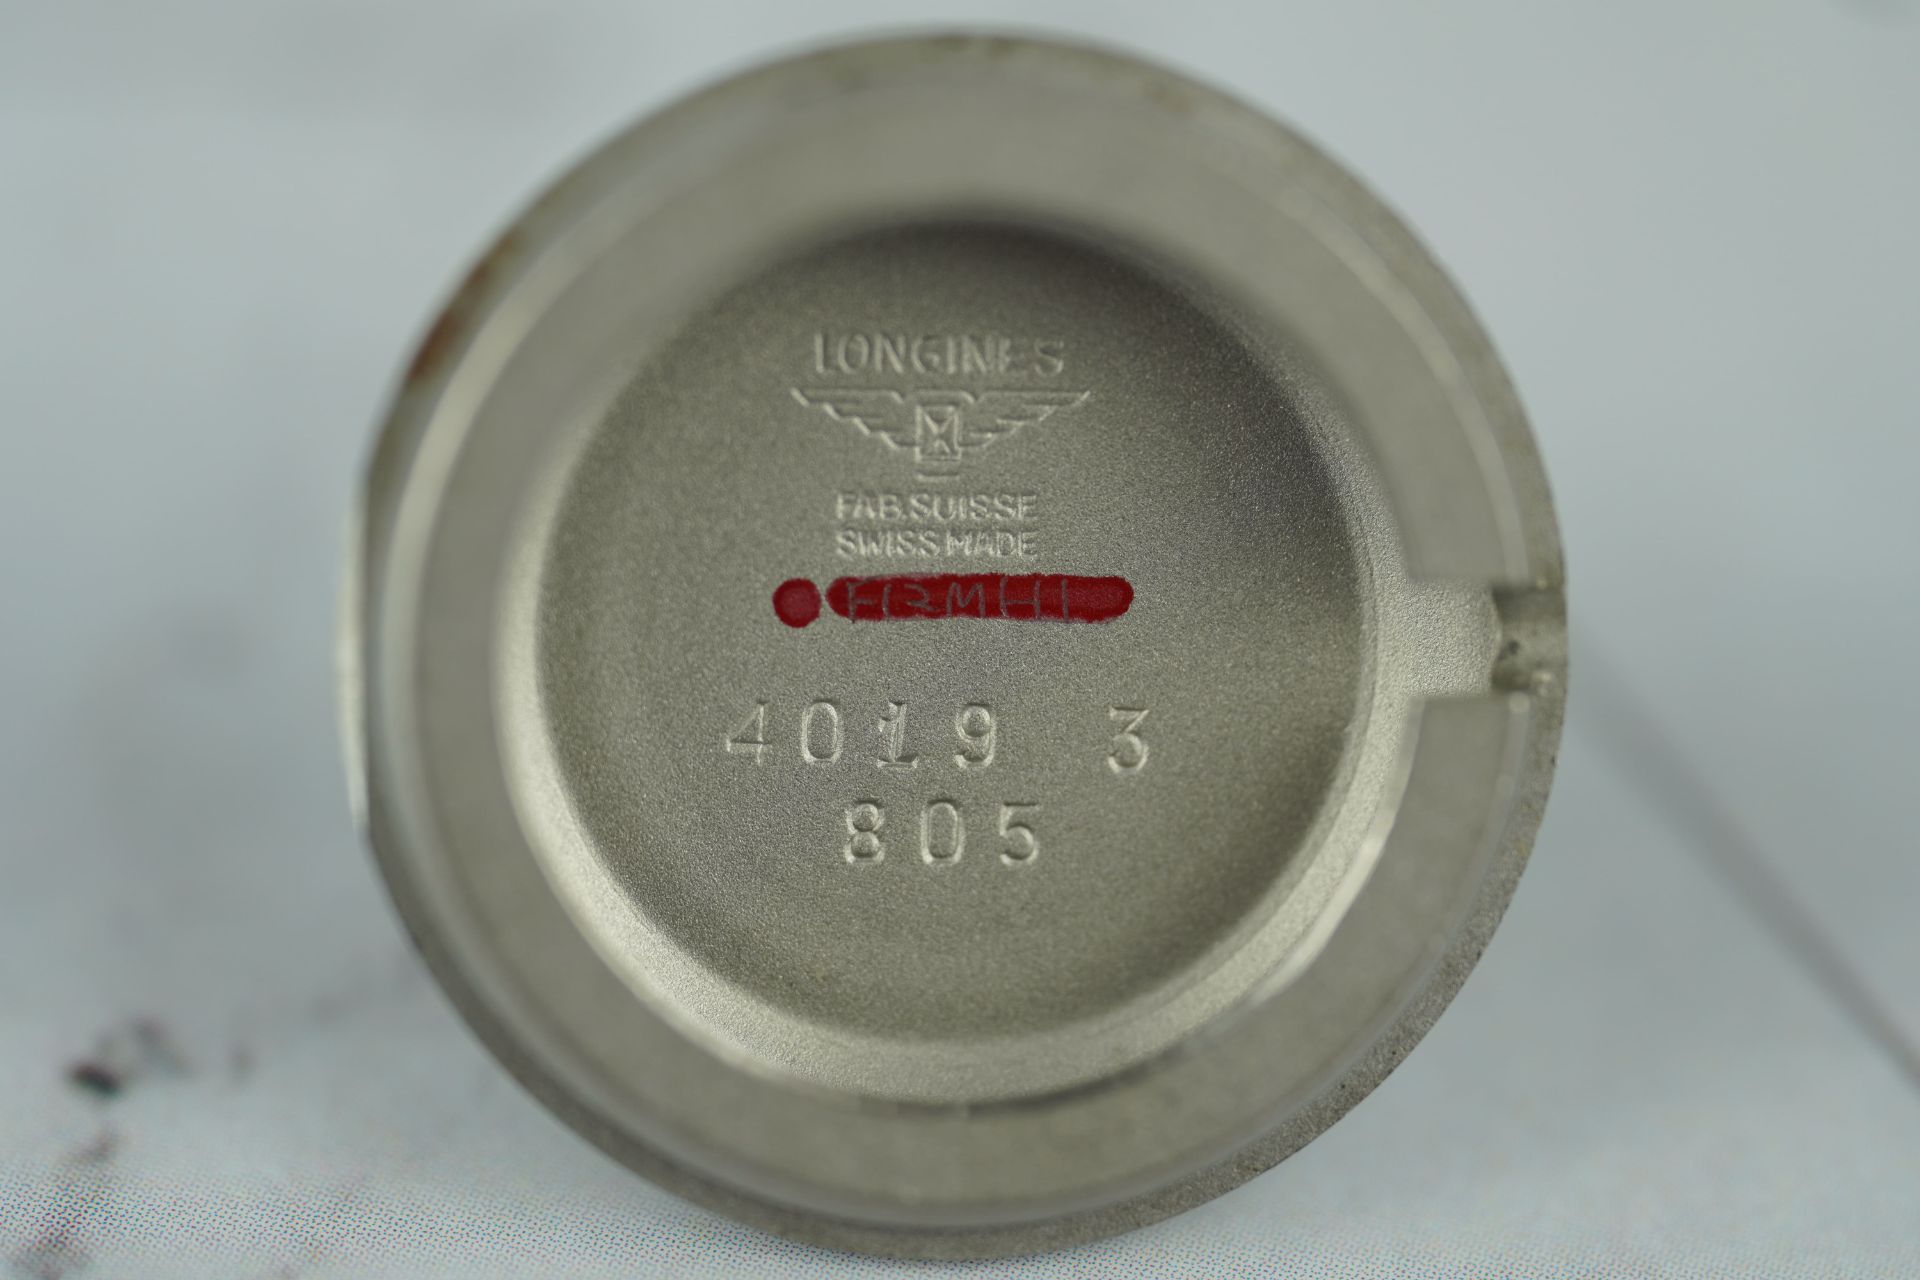 LONGINES
FAB.SUISSE
SWISS MADE
4019 3
805